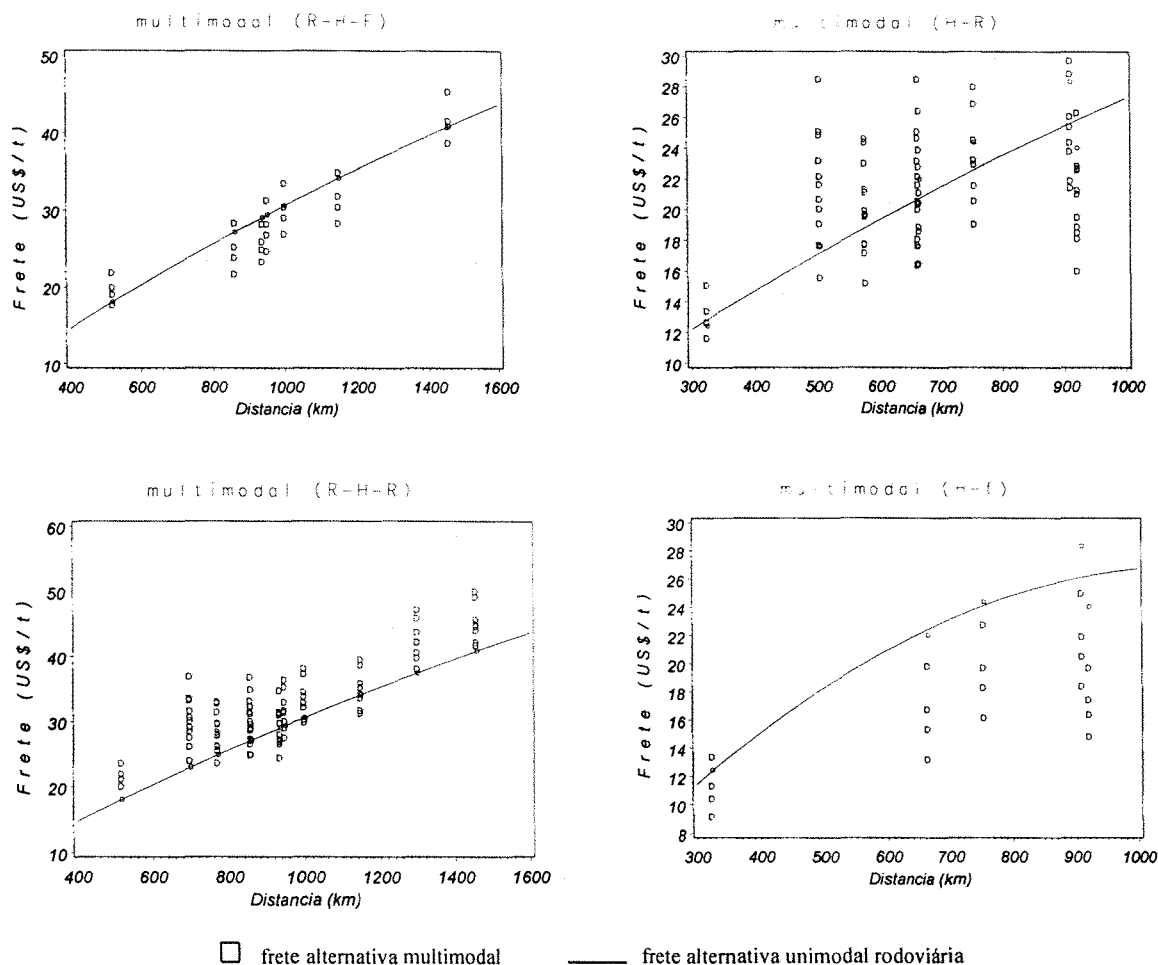 multimodal (R-H-F)
Frete (US$/t)
50
40
30
20
10
400 600 800 1000 1200 1400 1600
Distancia (km)
multimodal (H-R)
Frete (US$/t)
30
28
26
24
22
20
18
16
14
12
10
300 400 500 600 700 800 900 1000
Distancia (km)
multimodal (R-H-R)
Frete (US$/t)
60
50
40
30
20
10
400 600 800 1000 1200 1400 1600
Distancia (km)
multimodal
Frete (US$/t)
30
28
26
24
22
20
18
16
14
12
10
8
300 400 500 600 700 800 900 1000
Distancia (km)
frete alternativa multimodal
frete alternativa unimodal rodoviária